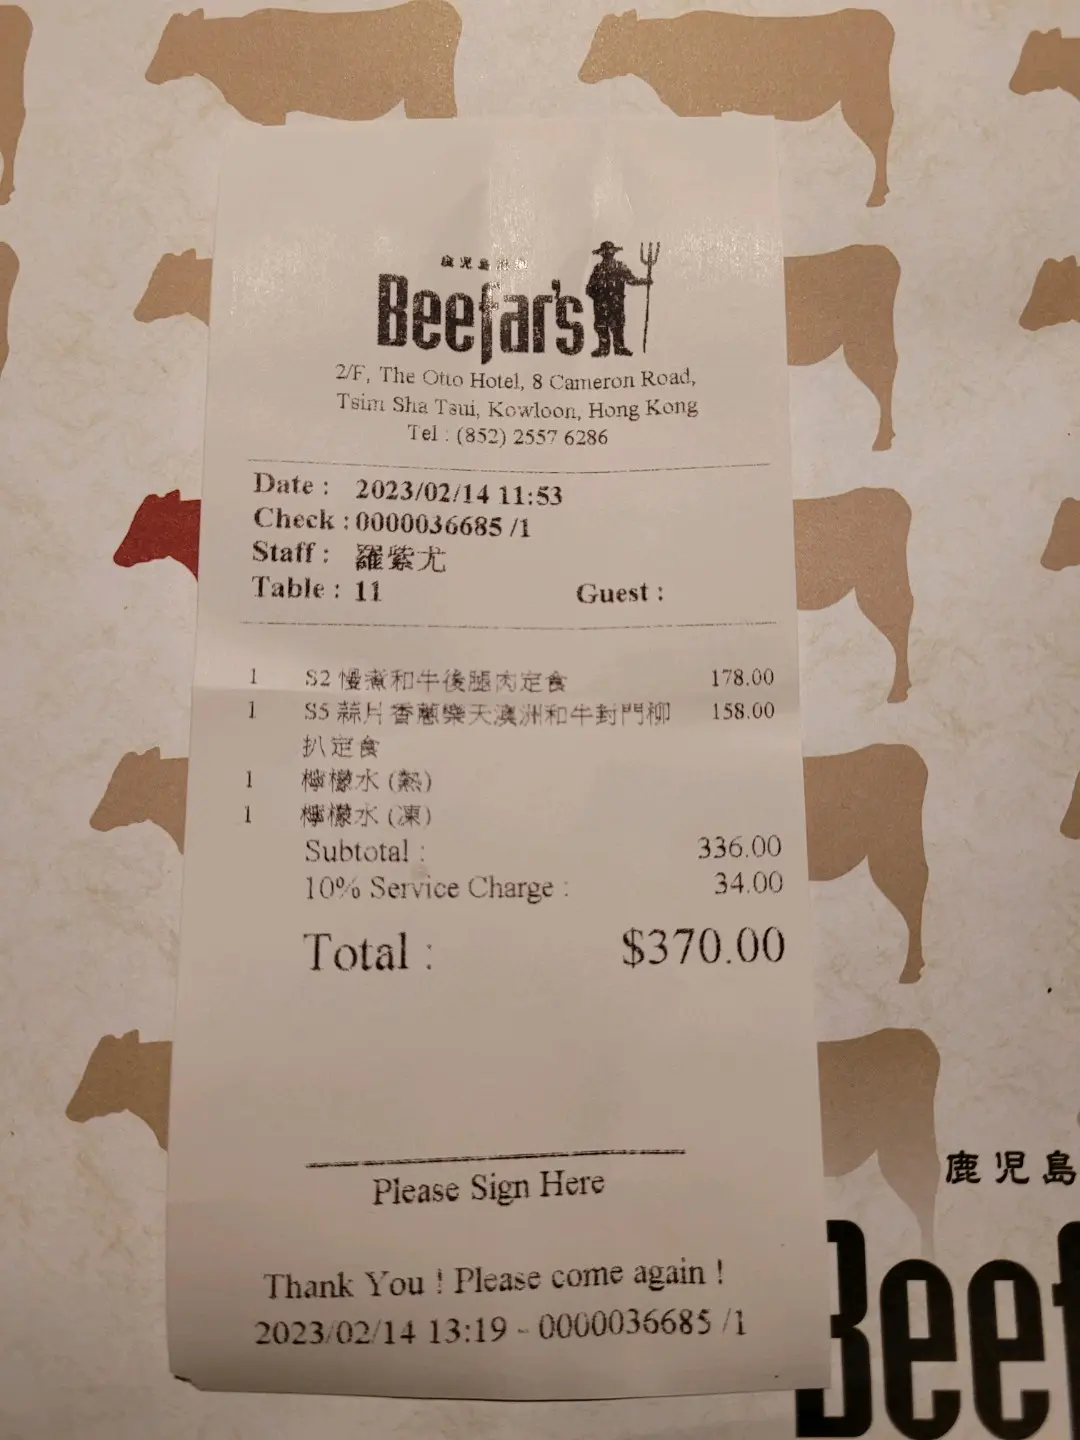 鹿児島
Beefar's
2/F, The Otto Hotel, 8 Cameron Road,
Tsim Sha Tsui, Kowloon, Hong Kong
Tel : (852) 2557 6286
Date : 2023/02/14 11:53
Check : 0000036685 /1
Staff : 羅紫尤
Table : 11 Guest :
1 S2 慢煮和牛後腿肉定食 178.00
1 S5 蒜片香蔥樂天澳洲和牛封門柳 158.00
扒定食
1 檸檬水 (熱)
1 檸檬水 (凍)
Subtotal : 336.00
10% Service Charge : 34.00
Total : $370.00
Please Sign Here
Thank You ! Please come again !
2023/02/14 13:19 - 0000036685 /1
鹿児島
Beef